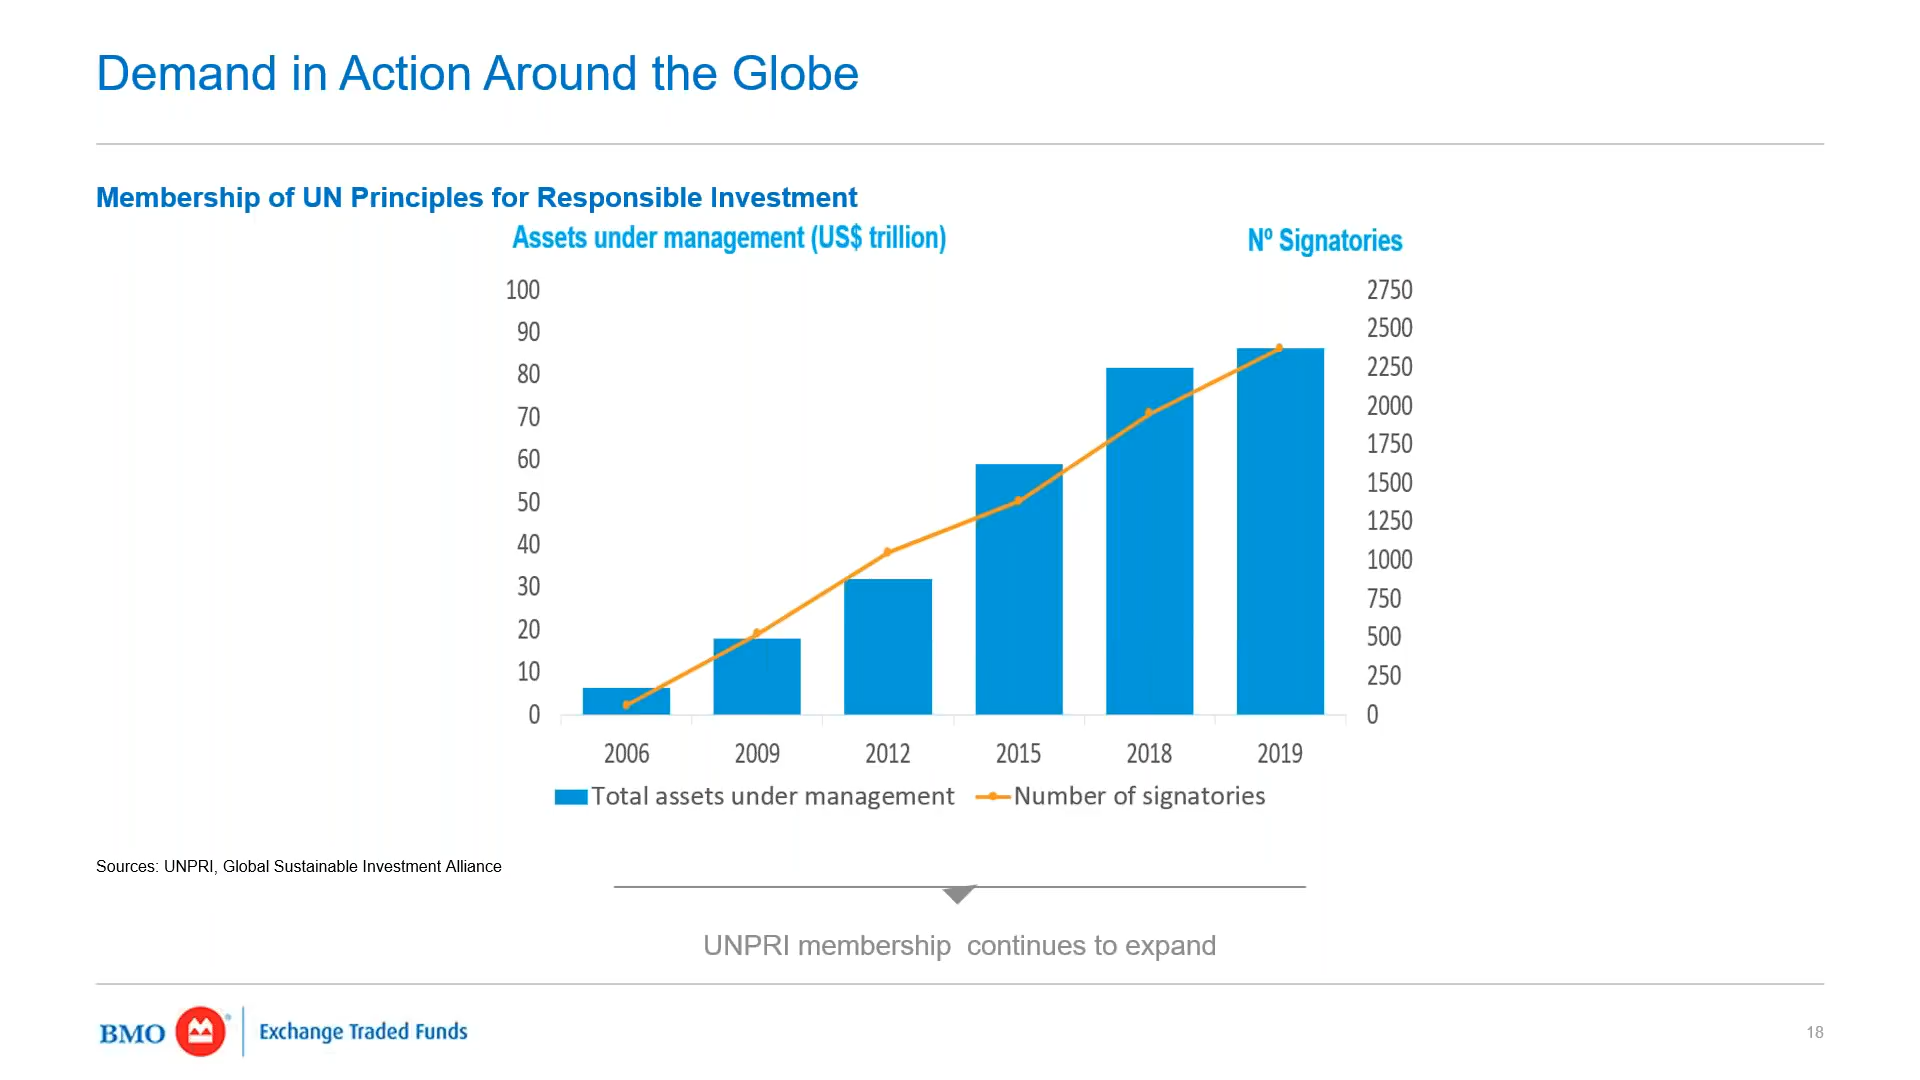 Demand in Action Around the Globe
Membership of UN Principles for Responsible Investment
Assets under management (US$ trillion)
Nº Signatories
100
90
80
70
60
50
40
30
20
10
0
2750
2500
2250
2000
1750
1500
1250
1000
750
500
250
0
2006 2009 2012 2015 2018 2019
Total assets under management Number of signatories
Sources: UNPRI, Global Sustainable Investment Alliance
UNPRI membership continues to expand
BMO ® Exchange Traded Funds
18